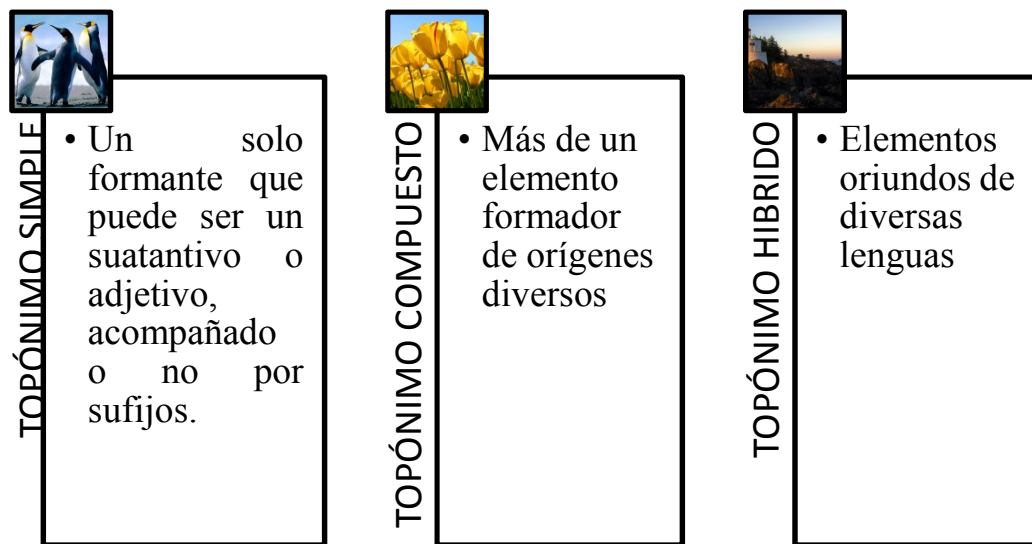 TOPÓNIMO SIMPLE
• Un solo
formante que
puede ser un
suatantivo o
adjetivo,
acompañado
o no por
sufijos.
TOPÓNIMO COMPUESTO
• Más de un
elemento
formador
de orígenes
diversos
TOPÓNIMO HIBRIDO
• Elementos
oriundos de
diversas
lenguas